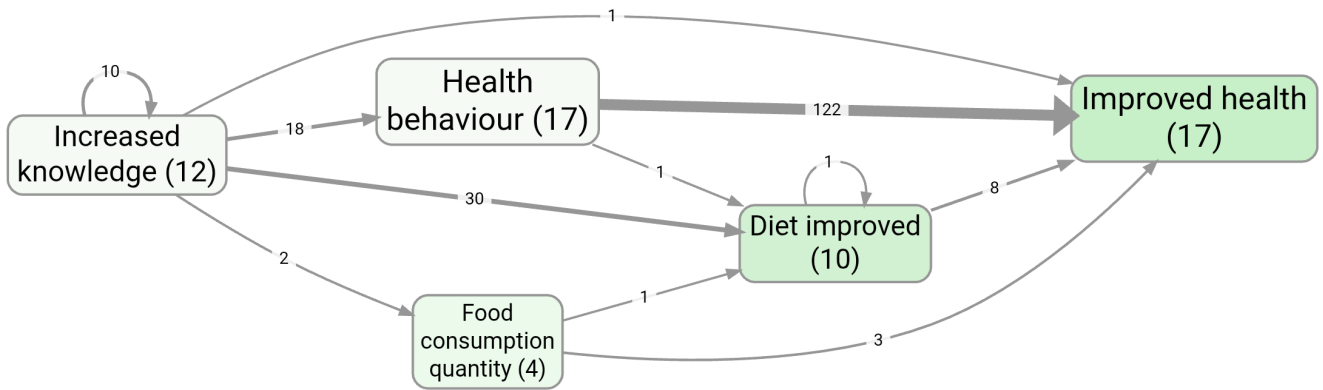 1
10
Increased
knowledge (12)
18
Health
behaviour (17)
122
Improved health
(17)
1
30
1
Diet improved
(10)
8
2
Food
consumption
quantity (4)
1
3